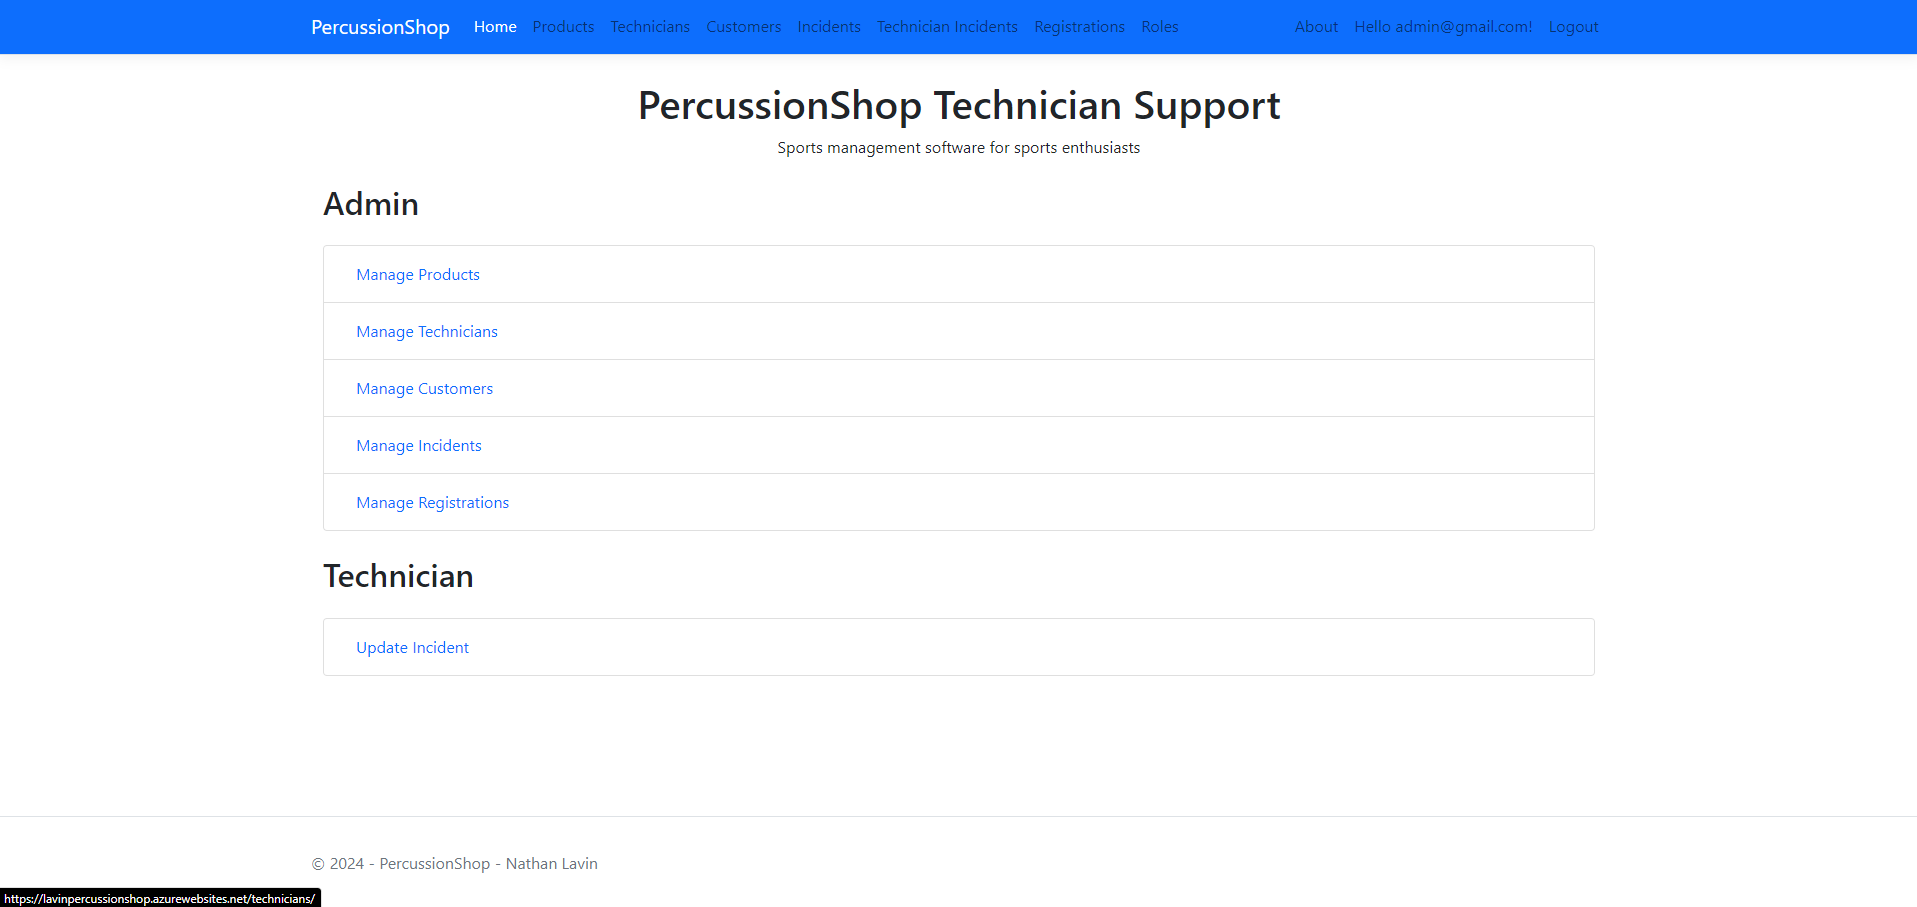 PercussionShop Home Products Technicians Customers Incidents Technician Incidents Registrations Roles About Hello admin@gmail.com! Logout
PercussionShop Technician Support
Sports management software for sports enthusiasts
Admin
Manage Products
Manage Technicians
Manage Customers
Manage Incidents
Manage Registrations
Technician
Update Incident
© 2024 - PercussionShop - Nathan Lavin
https://lavinpercussionshop.azurewebsites.net/technicians/